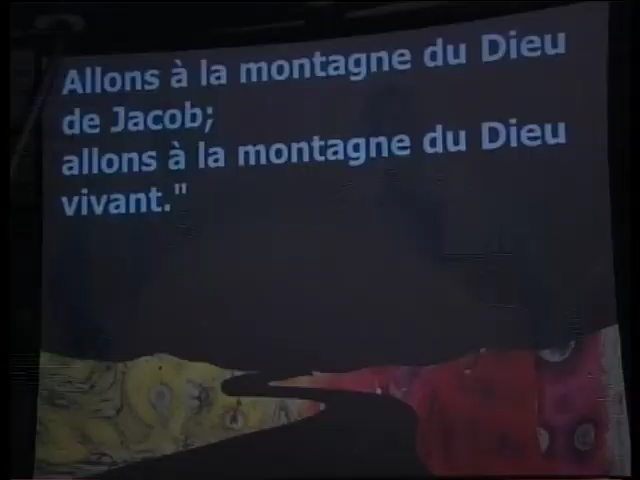 Allons à la montagne du Dieu
de Jacob;
allons à la montagne du Dieu
vivant."